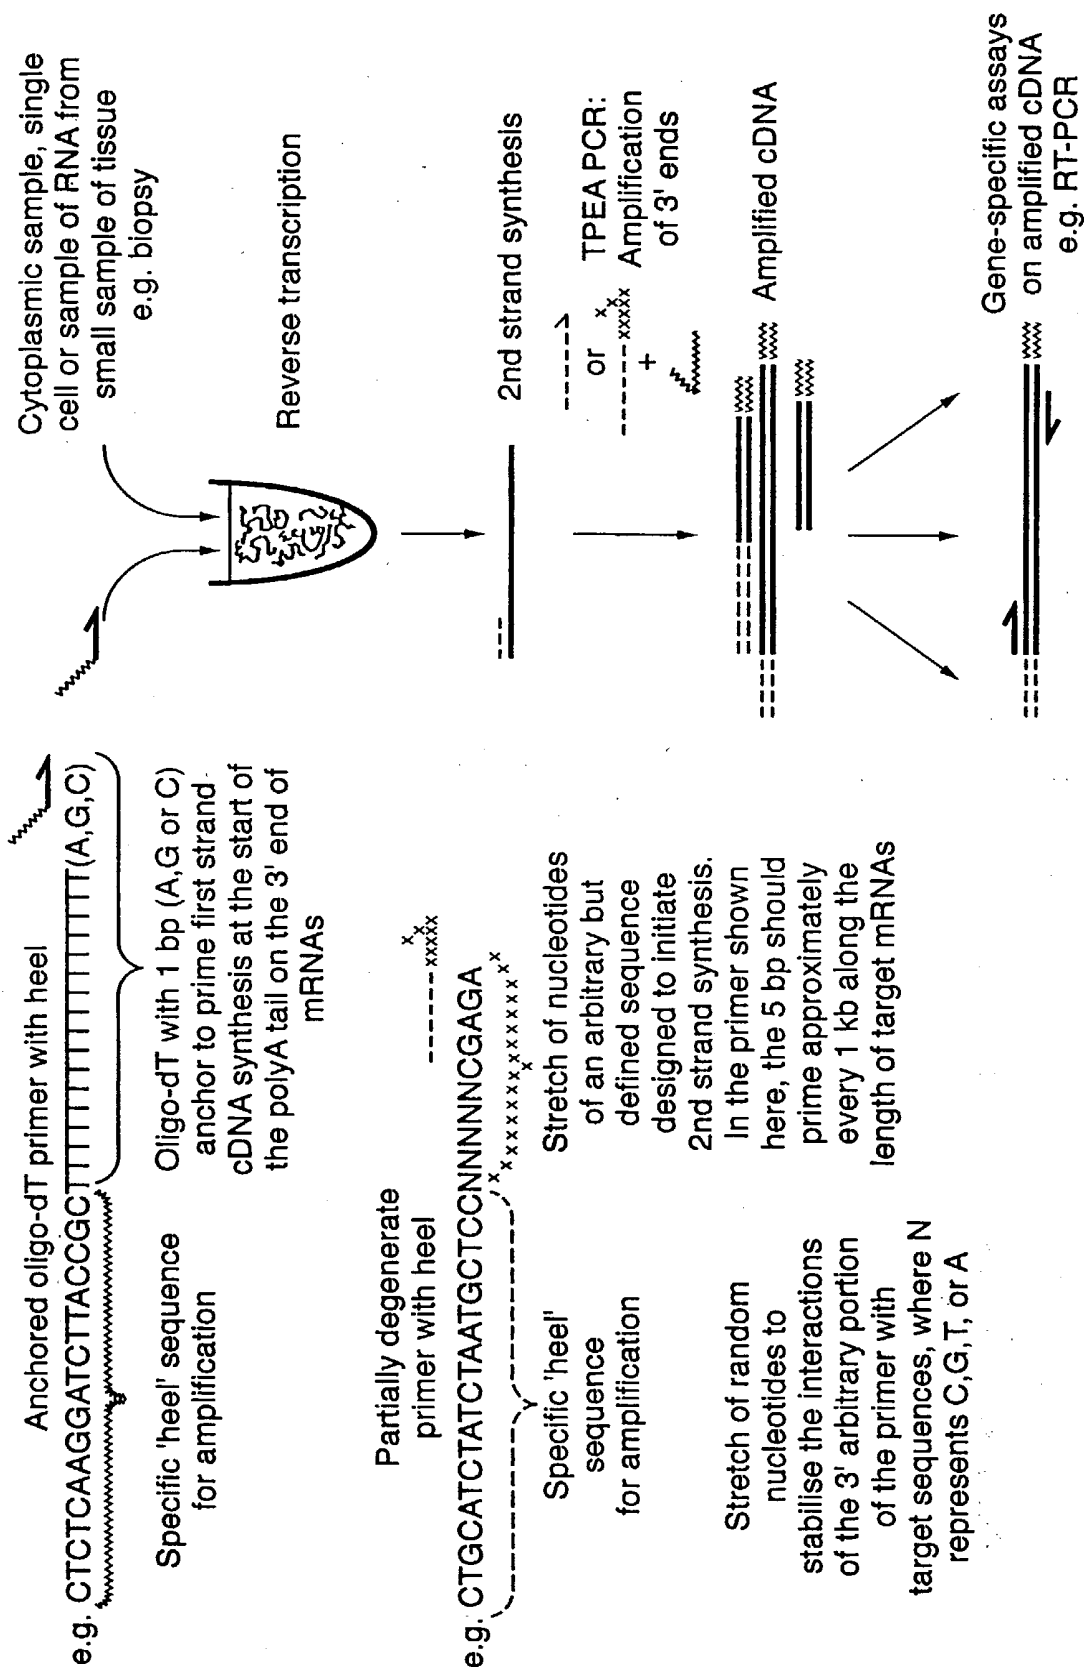 Anchored oligo-dT primer with heel
e.g. CTCTCAAGGATCTTACCGCTTTTTTTTTTTTTTTTTT(A,G,C)
Specific 'heel' sequence
for amplification
Oligo-dT with 1 bp (A,G or C)
anchor to prime first strand
cDNA synthesis at the start of
the polyA tail on the 3' end of
mRNAs
Partially degenerate
primer with heel
e.g. CTGCATCTATCTAATGCTCCNNNNNCGAGA
Specific 'heel'
sequence
for amplification
Stretch of nucleotides
of an arbitrary but
defined sequence
designed to initiate
2nd strand synthesis.
In the primer shown
here, the 5 bp should
prime approximately
every 1 kb along the
length of target mRNAs
Stretch of random
nucleotides to
stabilise the interactions
of the 3' arbitrary portion
of the primer with
target sequences, where N
represents C,G,T, or A
Cytoplasmic sample, single
cell or sample of RNA from
small sample of tissue
e.g. biopsy
Reverse transcription
2nd strand synthesis
or
+
TPEA PCR:
Amplification
of 3' ends
Amplified cDNA
Gene-specific assays
on amplified cDNA
e.g. RT-PCR